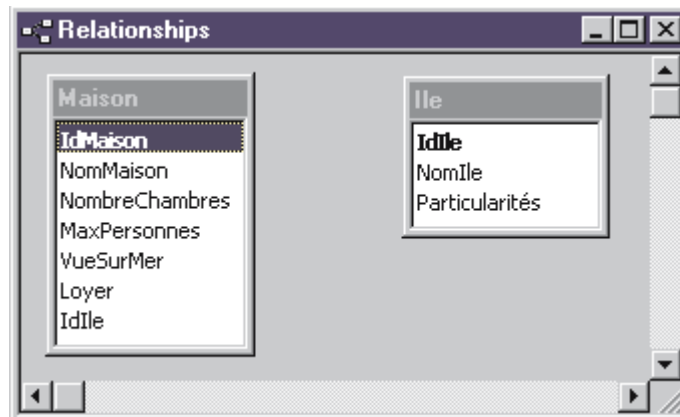 Relationships
Maison
IdMaison
NomMaison
NombreChambres
MaxPersonnes
VueSurMer
Loyer
IdIle
Ile
IdIle
NomIle
Particularités